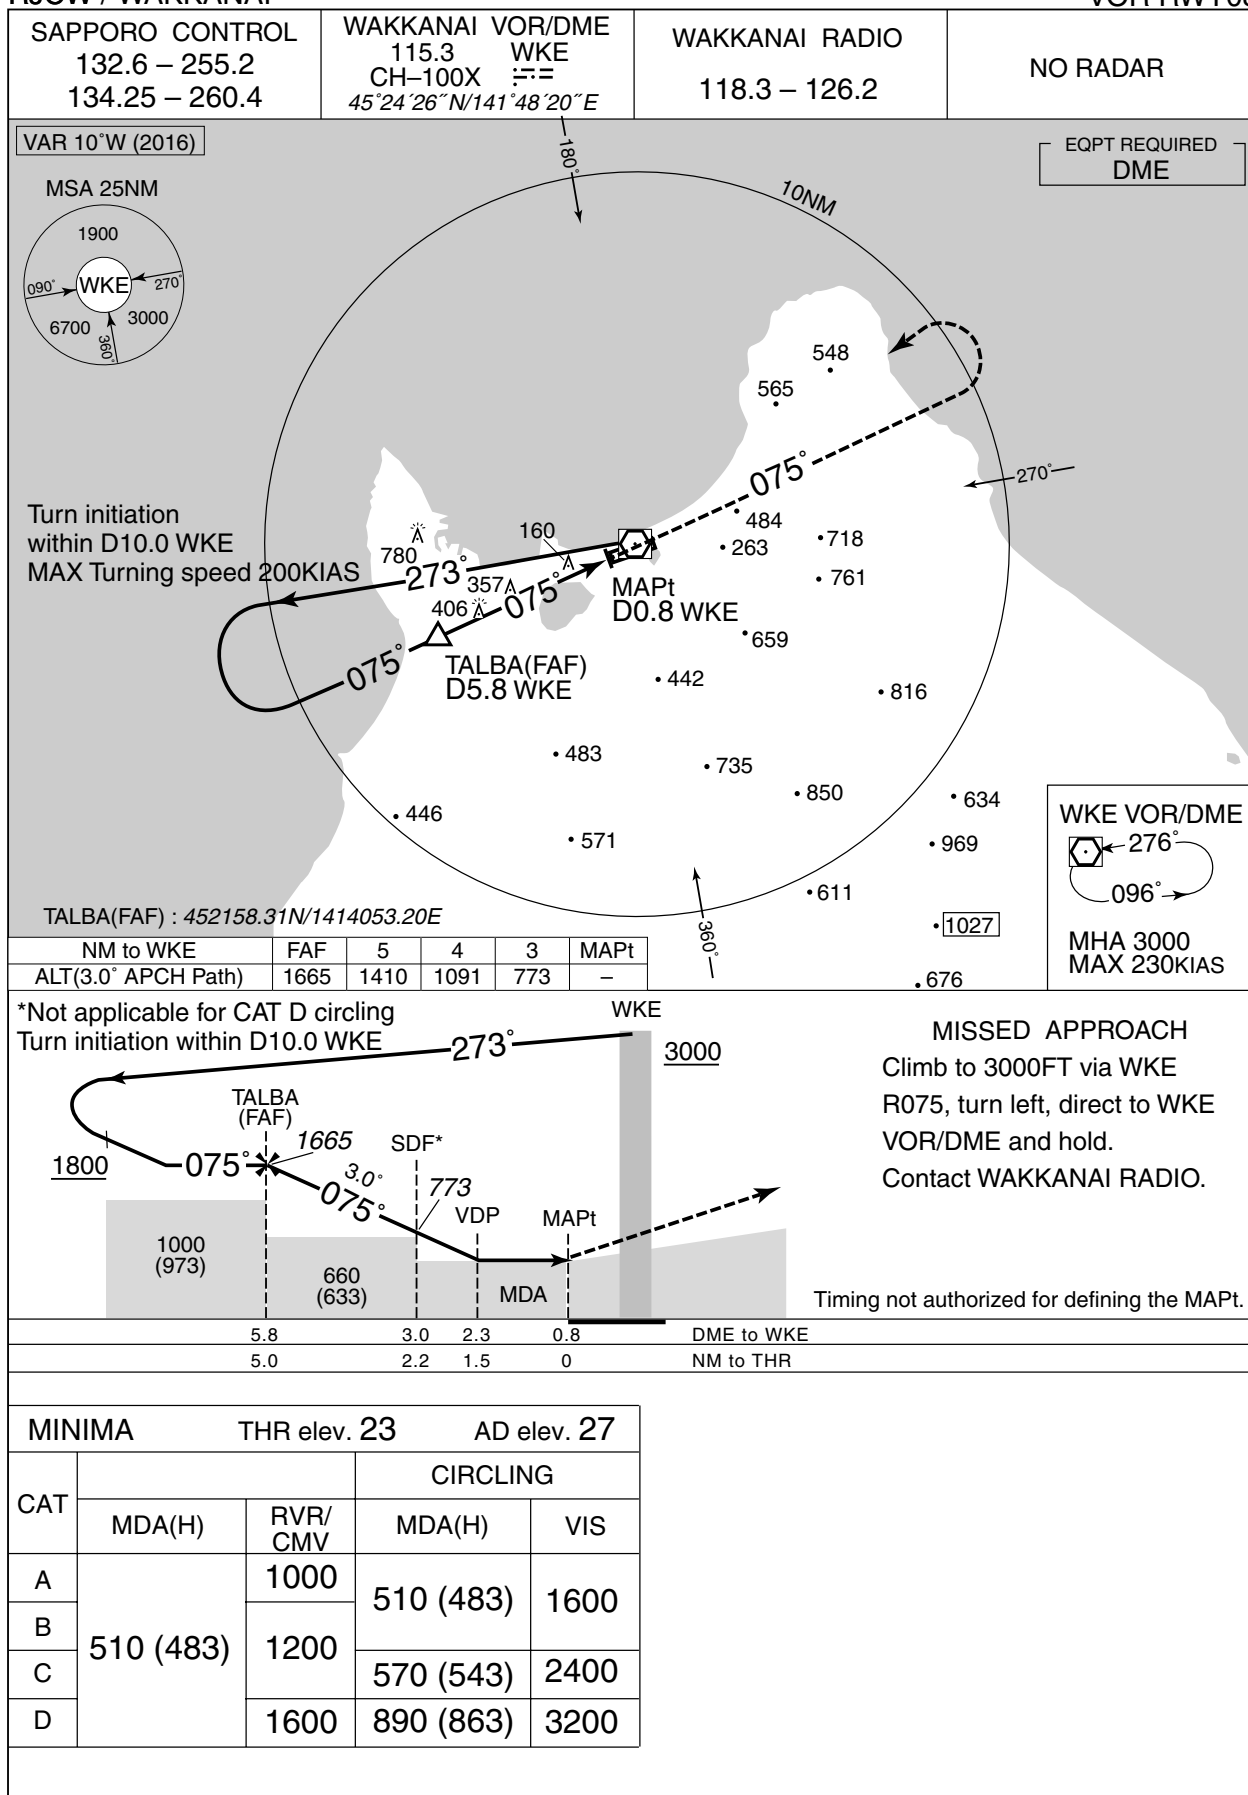 SAPPORO CONTROL
132.6 – 255.2
134.25 – 260.4
WAKKANAI VOR/DME
115.3 WKE
CH–100X
45°24′26″N/141°48′20″E
WAKKANAI RADIO
118.3 – 126.2
NO RADAR
VAR 10°W (2016)
EQPT REQUIRED
DME
MSA 25NM
1900
090°
WKE
270°
6700
3000
360°
180°
10NM
548
565
075°
270°
Turn initiation
within D10.0 WKE
MAX Turning speed 200KIAS
780
160
484
718
263
273°
357
075°
761
406
MAPt
D0.8 WKE
659
075°
TALBA(FAF)
D5.8 WKE
442
816
483
735
850
634
446
571
969
611
1027
360°
676
WKE VOR/DME
276°
096°
MHA 3000
MAX 230KIAS
TALBA(FAF) : 452158.31N/1414053.20E
NM to WKE FAF 5 4 3 MAPt
ALT(3.0° APCH Path) 1665 1410 1091 773 –
*Not applicable for CAT D circling
Turn initiation within D10.0 WKE
WKE
273°
3000
TALBA
(FAF)
1665
SDF*
1800
075°
3.0°
075°
773
VDP
MAPt
1000
(973)
660
(633)
MDA
MISSED APPROACH
Climb to 3000FT via WKE
R075, turn left, direct to WKE
VOR/DME and hold.
Contact WAKKANAI RADIO.
Timing not authorized for defining the MAPt.
5.8 3.0 2.3 0.8 DME to WKE
5.0 2.2 1.5 0 NM to THR
MINIMA THR elev. 23 AD elev. 27
CAT
CIRCLING
MDA(H) RVR/CMV MDA(H) VIS
A 510 (483) 1000 510 (483) 1600
B 1200
C 570 (543) 2400
D 1600 890 (863) 3200